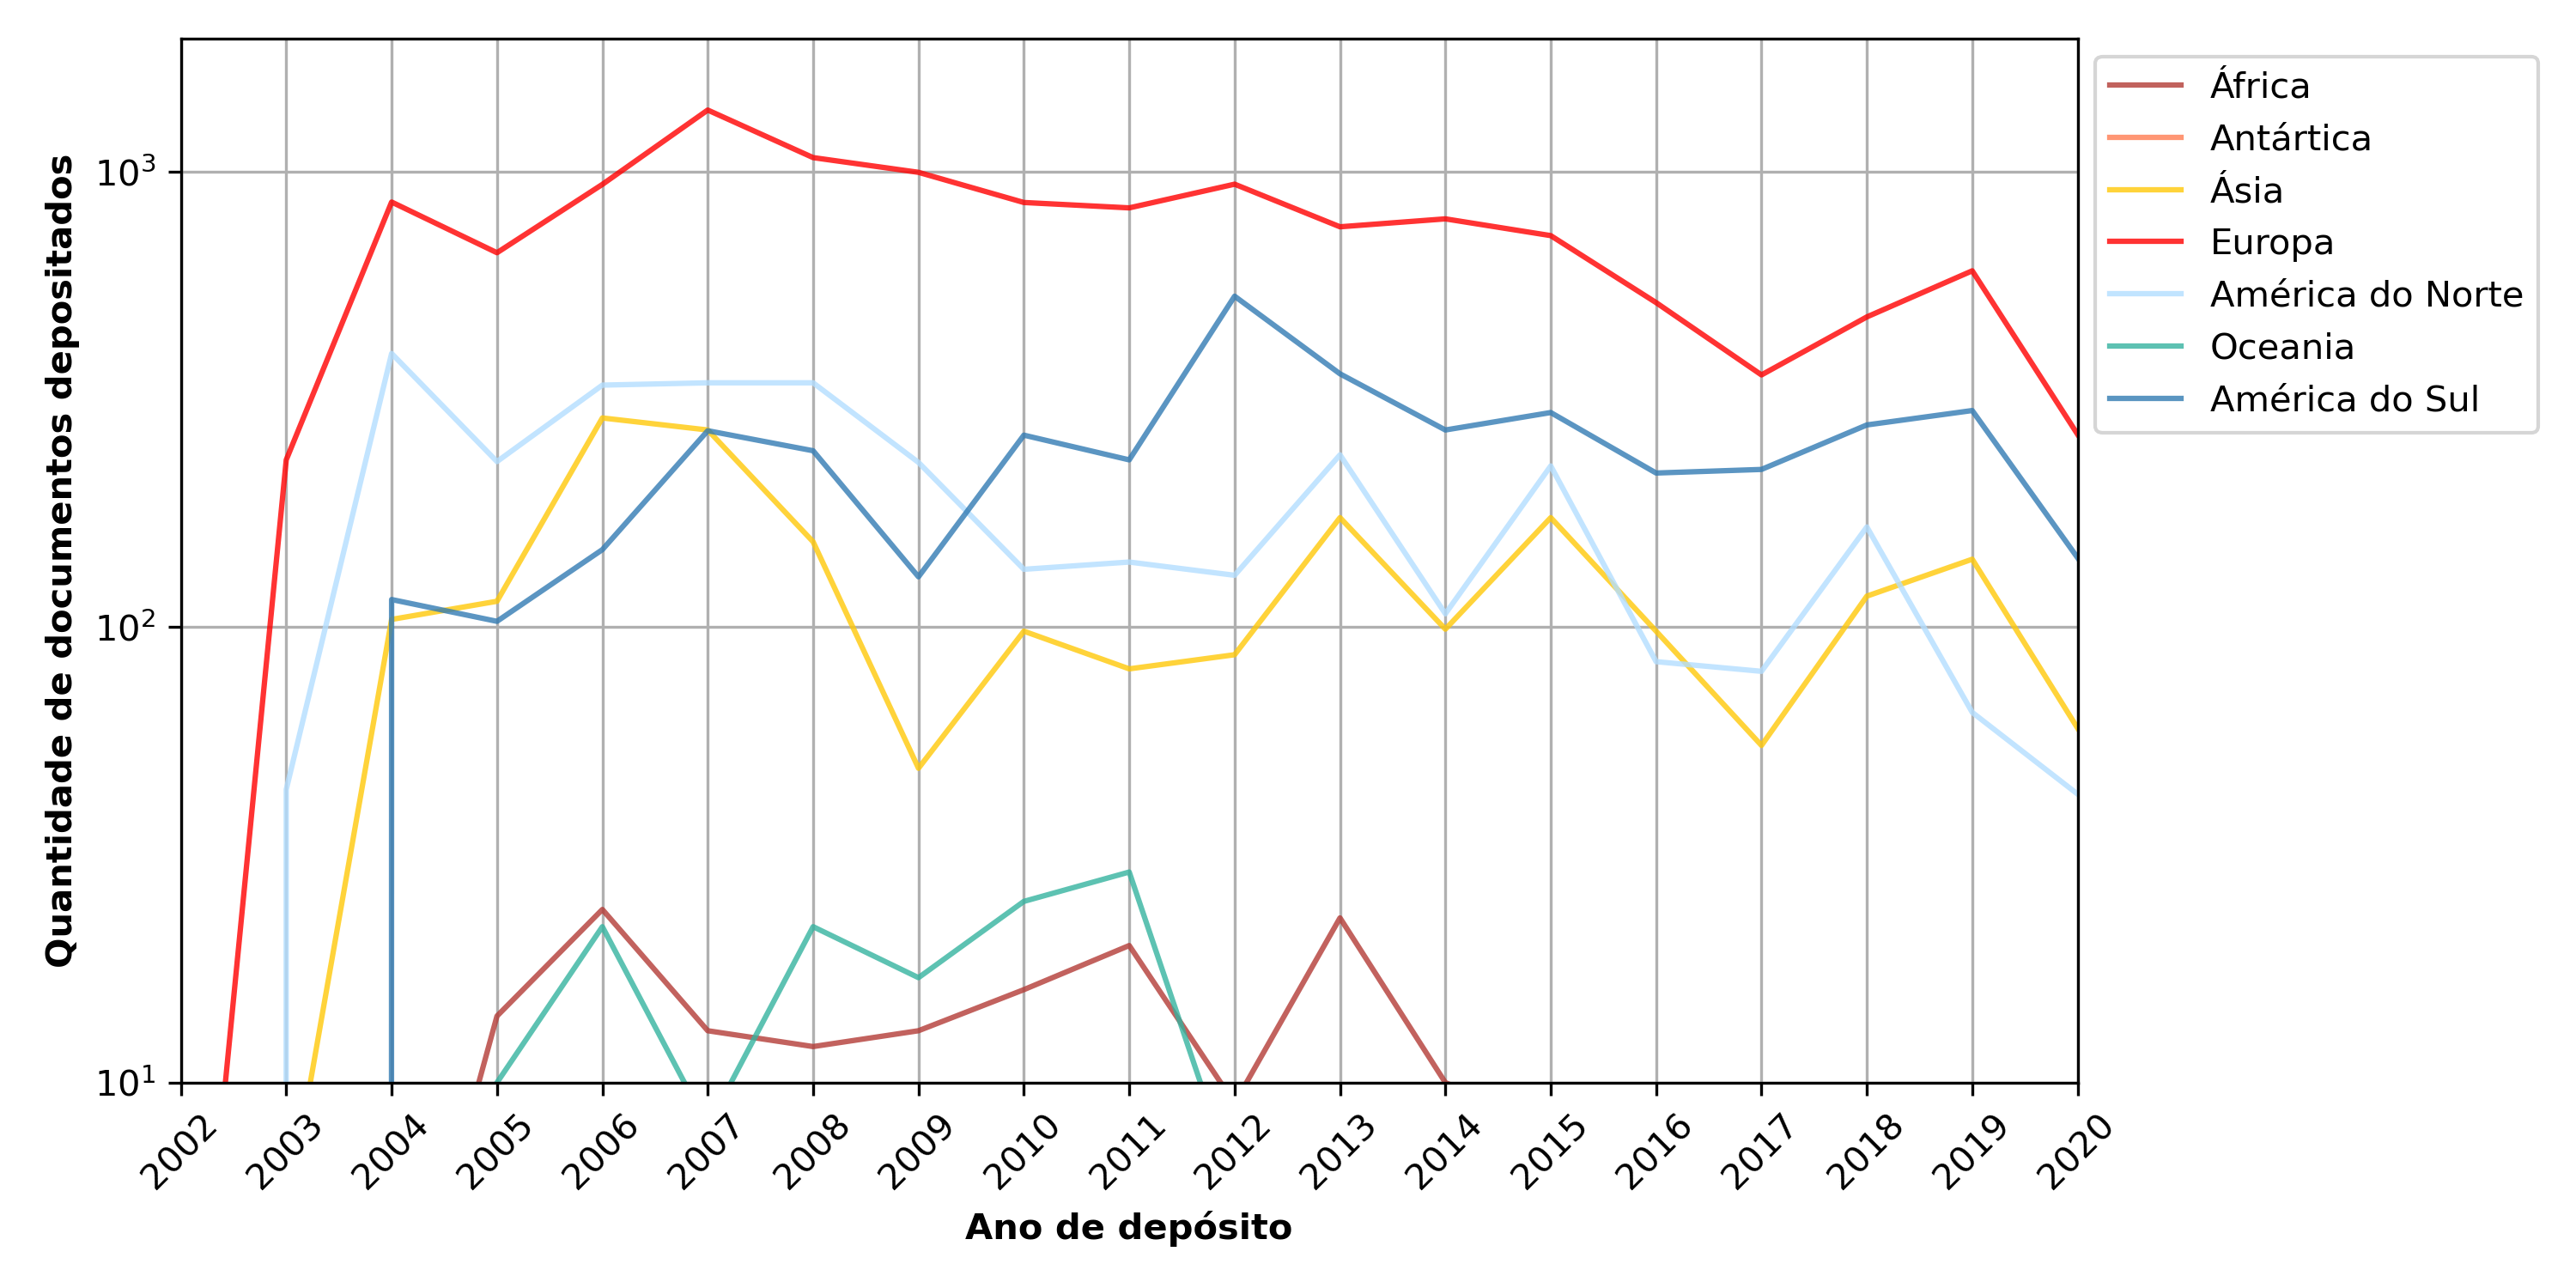 Quantidade de documentos depositados
10³
10²
10¹
2002 2003 2004 2005 2006 2007 2008 2009 2010 2011 2012 2013 2014 2015 2016 2017 2018 2019 2020
Ano de depósito
África
Antártica
Ásia
Europa
América do Norte
Oceania
América do Sul